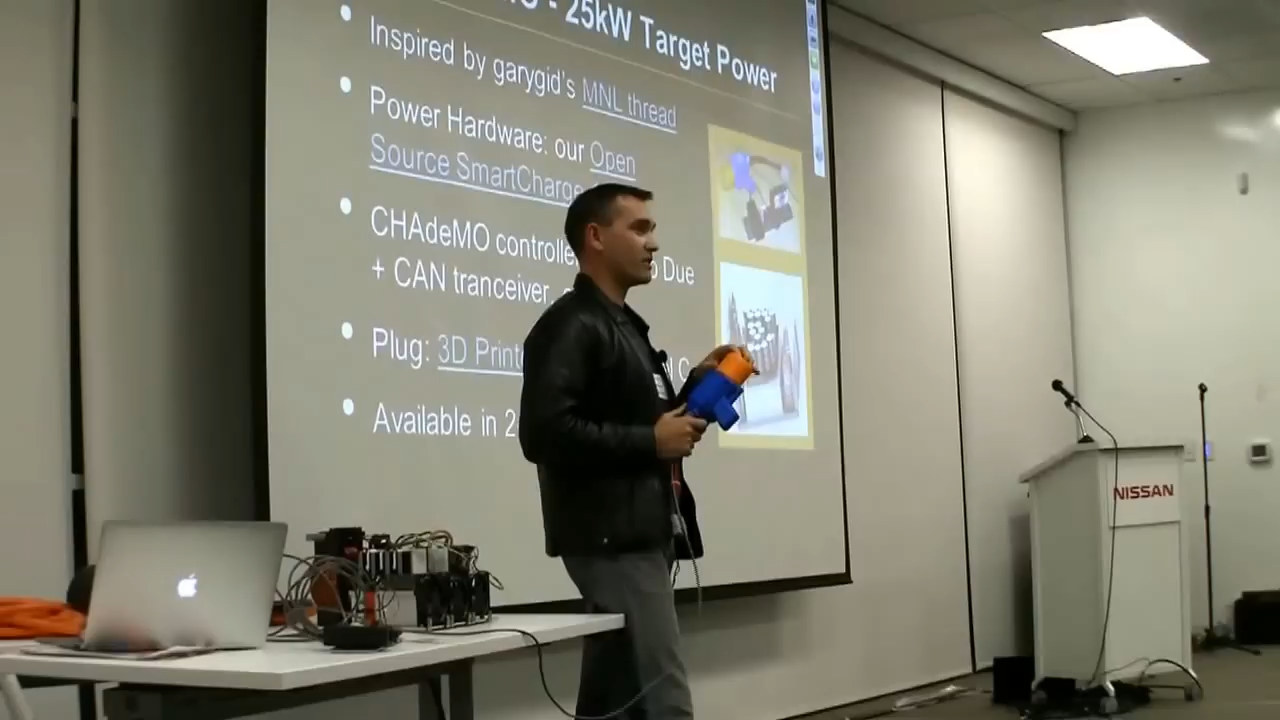 - 25kW Target Power
Inspired by garygid's MNL thread
Power Hardware: our Open
Source SmartCharge
CHAdeMO controlle Due
+ CAN tranceiver,
Plug: 3D Print
Available in 2
NISSAN